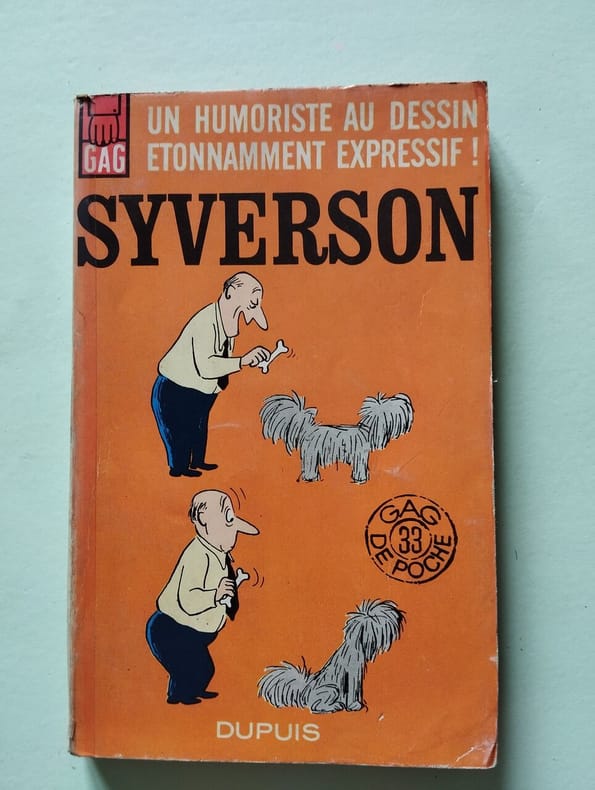 GAG
UN HUMORISTE AU DESSIN
ETONNAMMENT EXPRESSIF !
SYVERSON
GAG
33
DE POCHE
DUPUIS